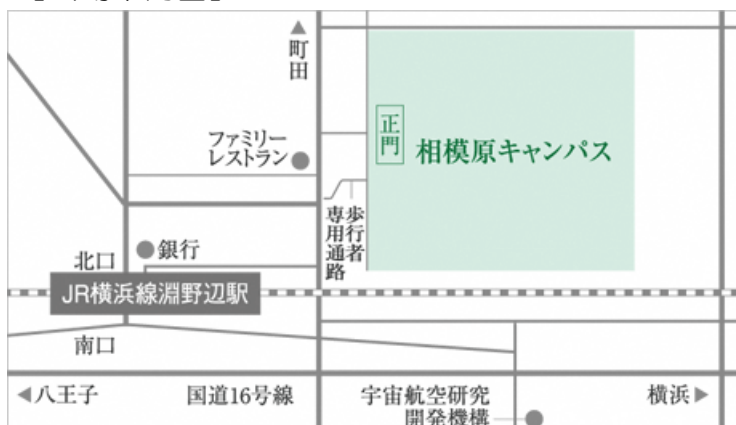 町田
ファミリー
レストラン
正門
相模原キャンパス
歩行者
専用通路
銀行
北口
JR横浜線淵野辺駅
南口
八王子
国道16号線
宇宙航空研究
開発機構
横浜